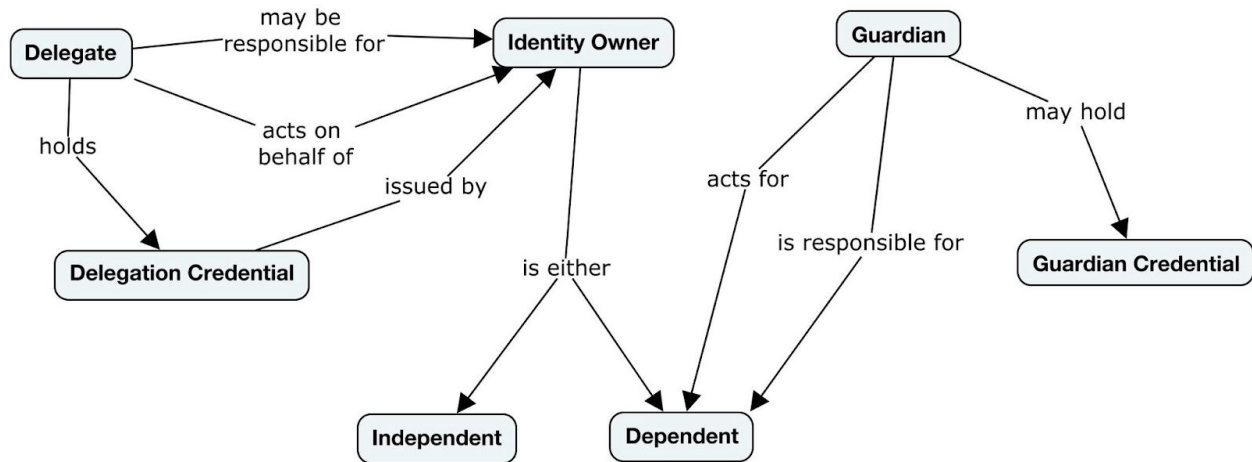 may be
responsible for
Delegate
Identity Owner
Guardian
acts on
behalf of
holds
may hold
issued by
acts for
is responsible for
Delegation Credential
is either
Guardian Credential
Independent
Dependent